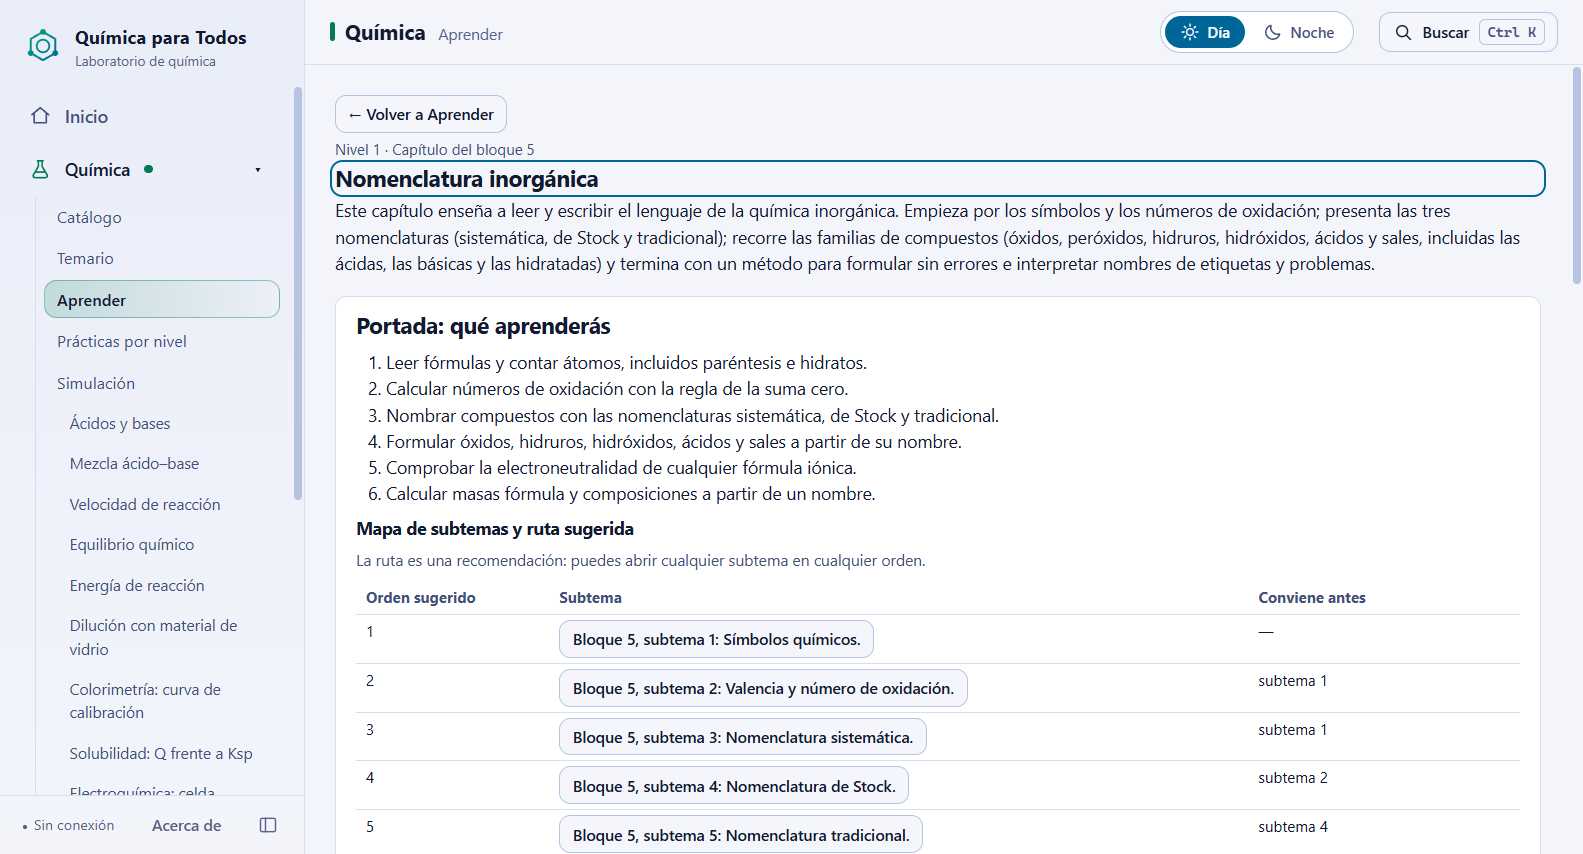 Química para Todos
Laboratorio de química
Inicio
Química
Catálogo
Temario
Aprender
Prácticas por nivel
Simulación
Ácidos y bases
Mezcla ácido–base
Velocidad de reacción
Equilibrio químico
Energía de reacción
Dilución con material de
vidrio
Colorimetría: curva de
calibración
Solubilidad: Q frente a Ksp
Electroquímica: celda
Sin conexión
Acerca de
Química Aprender
Día
Noche
Buscar Ctrl K
← Volver a Aprender
Nivel 1 · Capítulo del bloque 5
Nomenclatura inorgánica
Este capítulo enseña a leer y escribir el lenguaje de la química inorgánica. Empieza por los símbolos y los números de oxidación; presenta las tres
nomenclaturas (sistemática, de Stock y tradicional); recorre las familias de compuestos (óxidos, peróxidos, hidruros, hidróxidos, ácidos y sales, incluidas las
ácidas, las básicas y las hidratadas) y termina con un método para formular sin errores e interpretar nombres de etiquetas y problemas.
Portada: qué aprenderás
1. Leer fórmulas y contar átomos, incluidos paréntesis e hidratos.
2. Calcular números de oxidación con la regla de la suma cero.
3. Nombrar compuestos con las nomenclaturas sistemática, de Stock y tradicional.
4. Formular óxidos, hidruros, hidróxidos, ácidos y sales a partir de su nombre.
5. Comprobar la electroneutralidad de cualquier fórmula iónica.
6. Calcular masas fórmula y composiciones a partir de un nombre.
Mapa de subtemas y ruta sugerida
La ruta es una recomendación: puedes abrir cualquier subtema en cualquier orden.
Orden sugerido Subtema Conviene antes
1 Bloque 5, subtema 1: Símbolos químicos. —
2 Bloque 5, subtema 2: Valencia y número de oxidación. subtema 1
3 Bloque 5, subtema 3: Nomenclatura sistemática. subtema 1
4 Bloque 5, subtema 4: Nomenclatura de Stock. subtema 2
5 Bloque 5, subtema 5: Nomenclatura tradicional. subtema 4